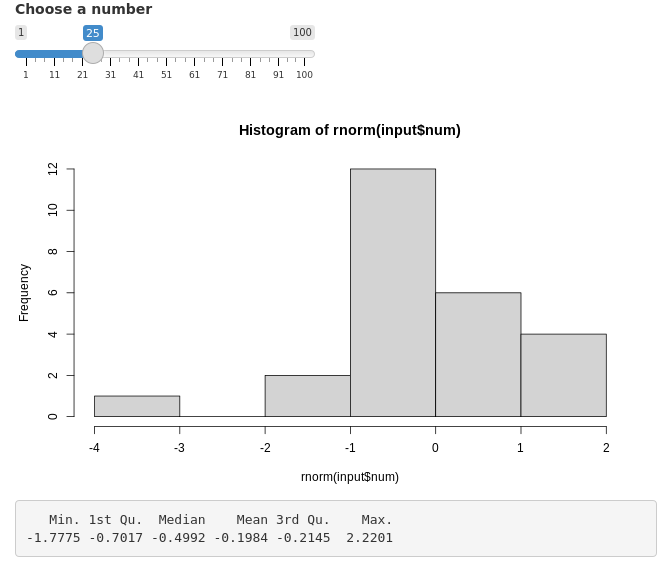 Choose a number
1 25 100
1 11 21 31 41 51 61 71 81 91 100
Histogram of rnorm(input$num)
12
10
8
6
4
2
0
Frequency
-4 -3 -2 -1 0 1 2
rnorm(input$num)
Min. 1st Qu. Median Mean 3rd Qu. Max.
-1.7775 -0.7017 -0.4992 -0.1984 -0.2145 2.2201